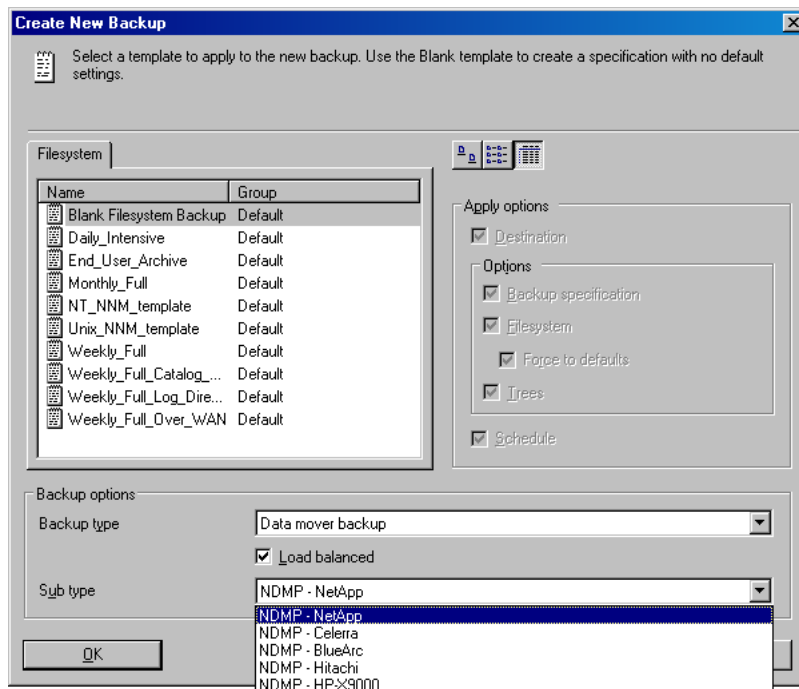 Create New Backup
Select a template to apply to the new backup. Use the Blank template to create a specification with no default
settings.
Filesystem
Name Group
Blank Filesystem Backup Default
Daily_Intensive Default
End_User_Archive Default
Monthly_Full Default
NT_NNM_template Default
Unix_NNM_template Default
Weekly_Full Default
Weekly_Full_Catalog_... Default
Weekly_Full_Log_Dire... Default
Weekly_Full_Over_WAN Default
Apply options
Destination
Options
Backup specification
Filesystem
Force to defaults
Trees
Schedule
Backup options
Backup type Data mover backup
Load balanced
Sub type NDMP - NetApp
NDMP - NetApp
NDMP - Celerra
NDMP - BlueArc
NDMP - Hitachi
NDMP - HP-X9000
OK